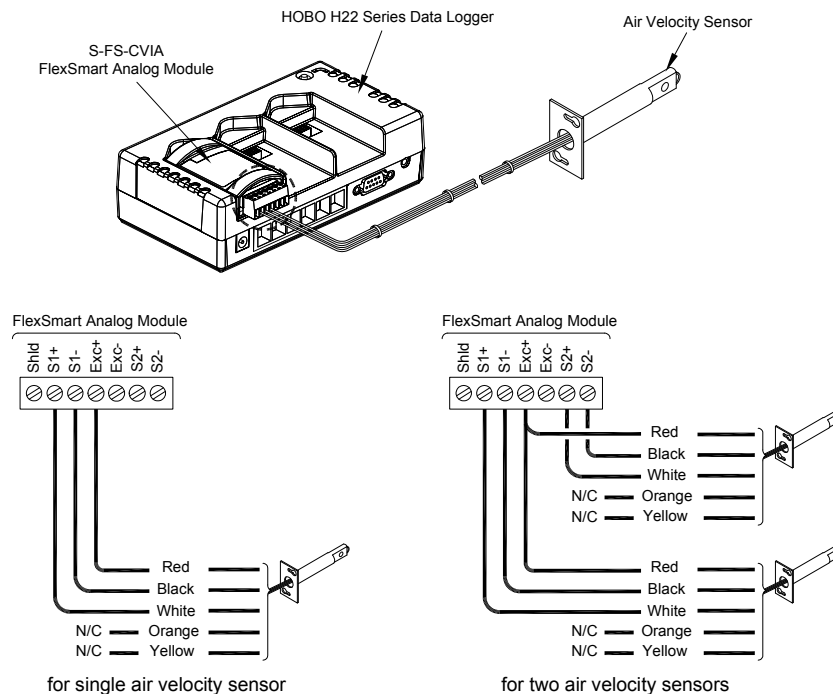 HOBO H22 Series Data Logger
Air Velocity Sensor
S-FS-CVIA
FlexSmart Analog Module
FlexSmart Analog Module
Shld
S1+
S1-
Exc+
Exc-
S2+
S2-
Red
Black
White
N/C Orange
N/C Yellow
for single air velocity sensor
FlexSmart Analog Module
Shld
S1+
S1-
Exc+
Exc-
S2+
S2-
Red
Black
White
N/C Orange
N/C Yellow
Red
Black
White
N/C Orange
N/C Yellow
for two air velocity sensors